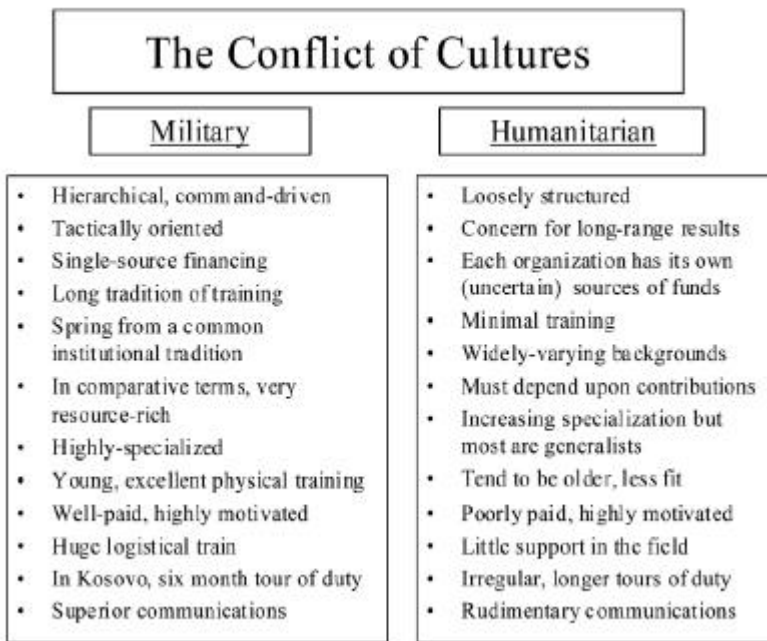 The Conflict of Cultures
Military
• Hierarchical, command-driven
• Tactically oriented
• Single-source financing
• Long tradition of training
• Spring from a common
institutional tradition
• In comparative terms, very
resource-rich
• Highly-specialized
• Young, excellent physical training
• Well-paid, highly motivated
• Huge logistical train
• In Kosovo, six month tour of duty
• Superior communications
Humanitarian
• Loosely structured
• Concern for long-range results
• Each organization has its own
(uncertain) sources of funds
• Minimal training
• Widely-varying backgrounds
• Must depend upon contributions
• Increasing specialization but
most are generalists
• Tend to be older, less fit
• Poorly paid, highly motivated
• Little support in the field
• Irregular, longer tours of duty
• Rudimentary communications